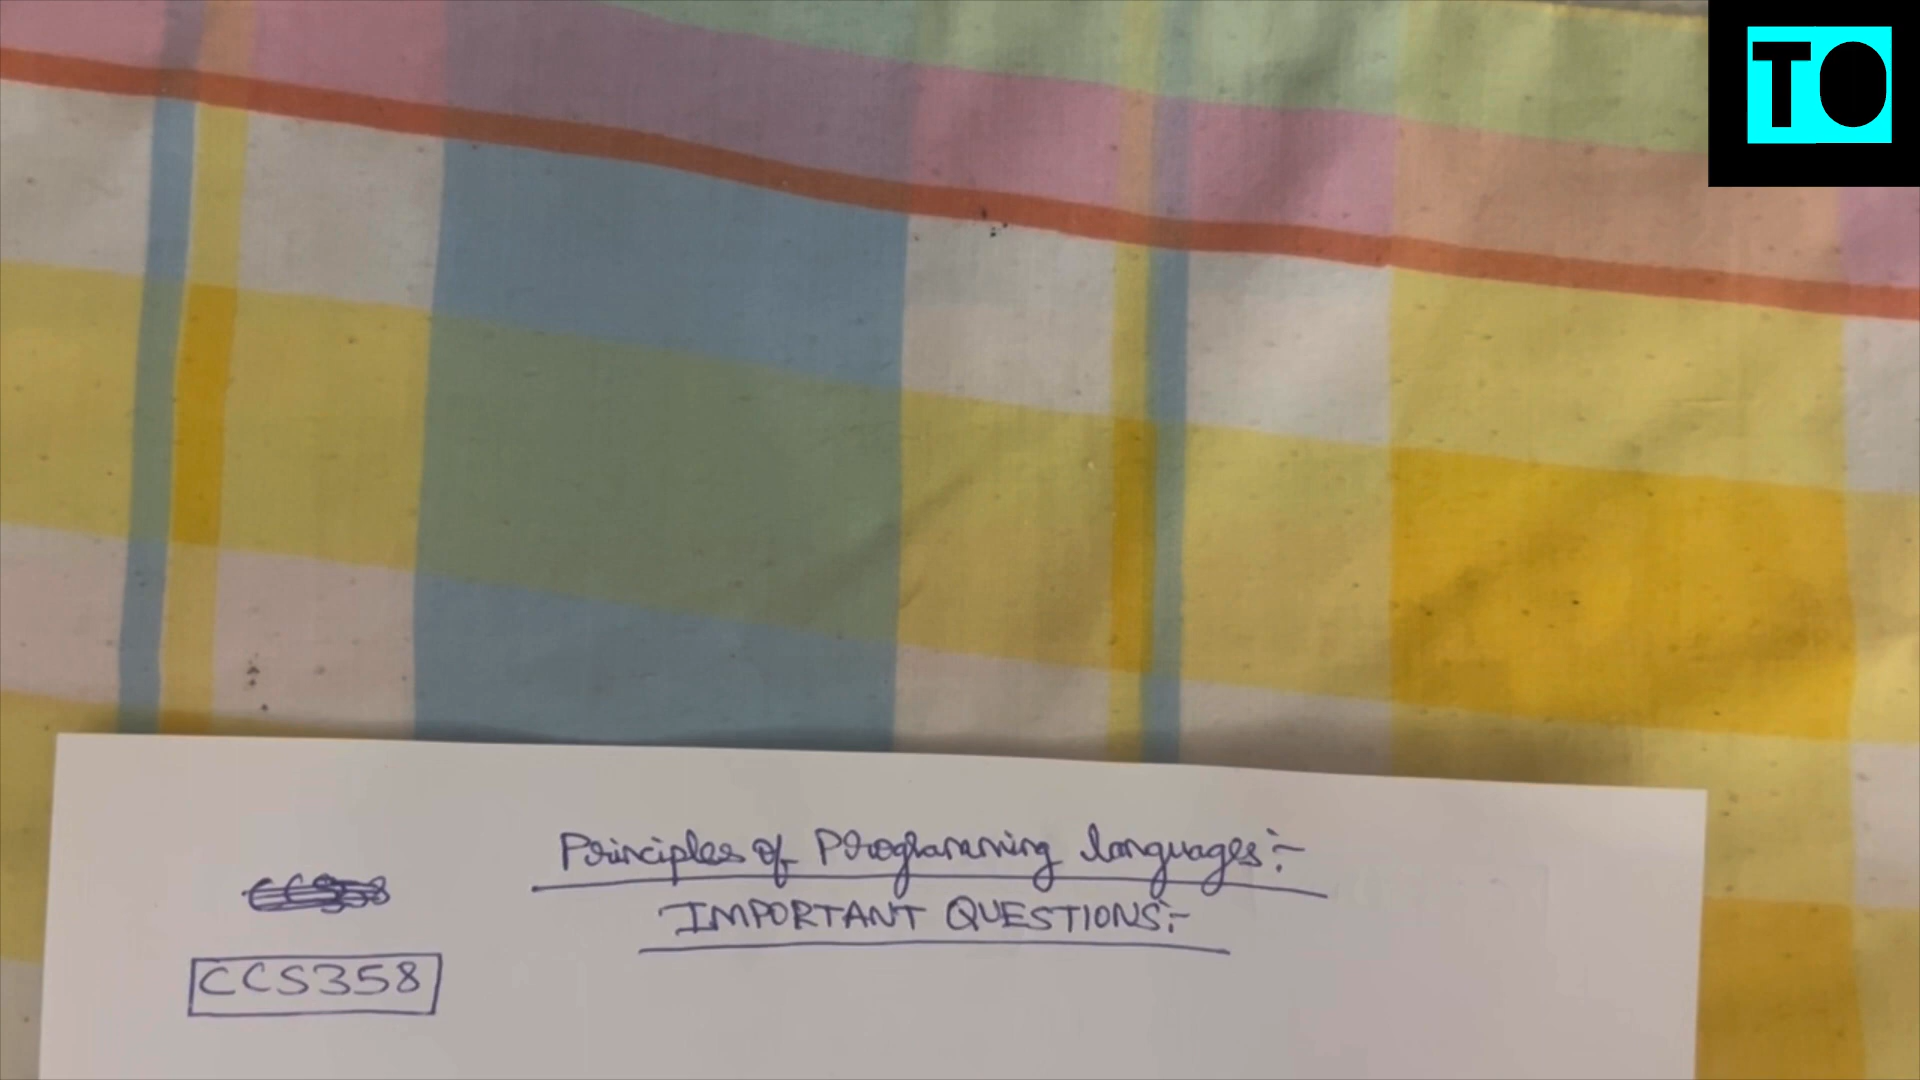 TO
Principles of Programming languages:-
IMPORTANT QUESTIONS:-
CCS358